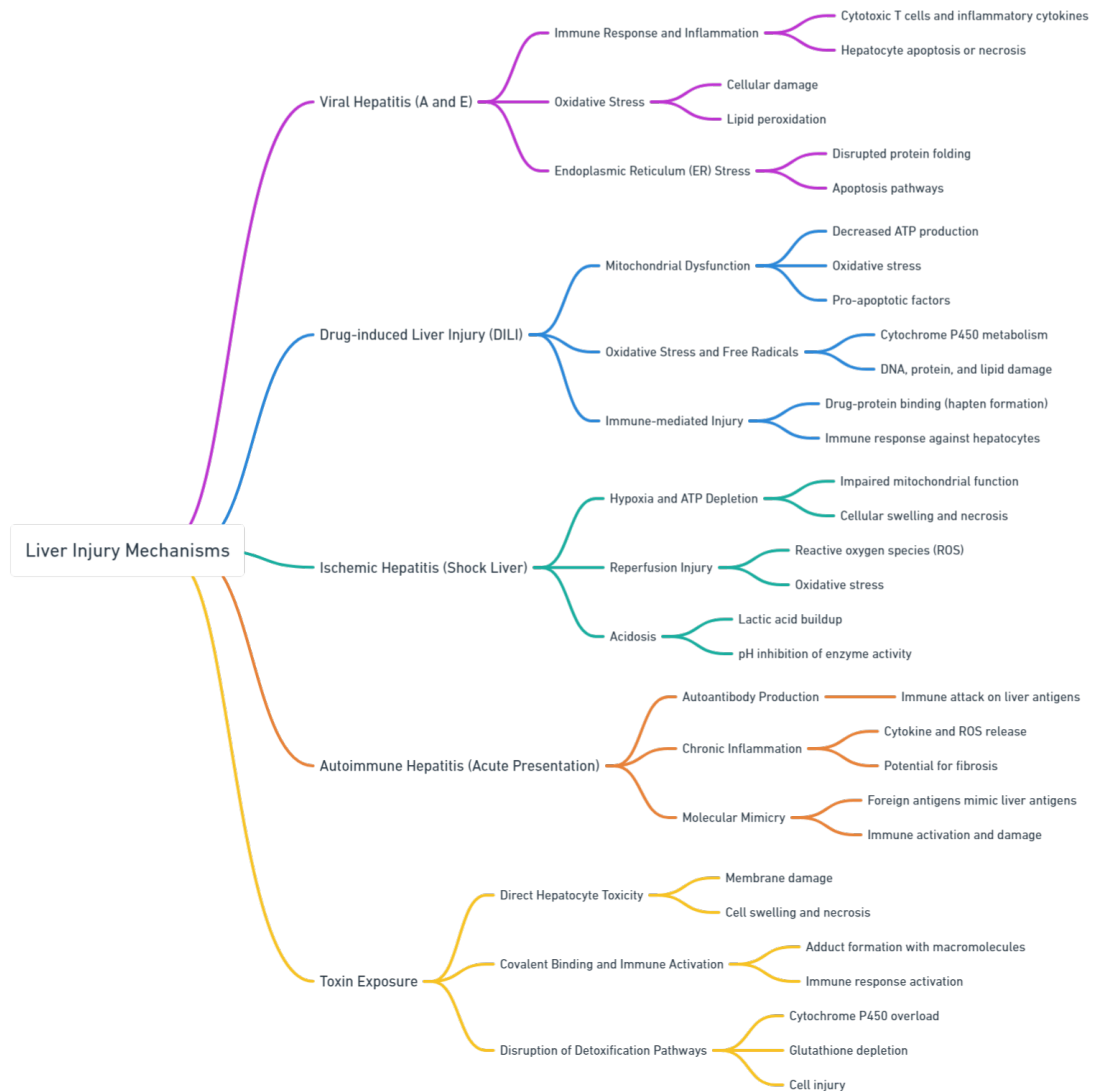 Liver Injury Mechanisms
Viral Hepatitis (A and E)
Immune Response and Inflammation
Cytotoxic T cells and inflammatory cytokines
Hepatocyte apoptosis or necrosis
Oxidative Stress
Cellular damage
Lipid peroxidation
Endoplasmic Reticulum (ER) Stress
Disrupted protein folding
Apoptosis pathways
Drug-induced Liver Injury (DILI)
Mitochondrial Dysfunction
Decreased ATP production
Oxidative stress
Pro-apoptotic factors
Oxidative Stress and Free Radicals
Cytochrome P450 metabolism
DNA, protein, and lipid damage
Immune-mediated Injury
Drug-protein binding (hapten formation)
Immune response against hepatocytes
Ischemic Hepatitis (Shock Liver)
Hypoxia and ATP Depletion
Impaired mitochondrial function
Cellular swelling and necrosis
Reperfusion Injury
Reactive oxygen species (ROS)
Oxidative stress
Acidosis
Lactic acid buildup
pH inhibition of enzyme activity
Autoimmune Hepatitis (Acute Presentation)
Autoantibody Production
Immune attack on liver antigens
Chronic Inflammation
Cytokine and ROS release
Potential for fibrosis
Molecular Mimicry
Foreign antigens mimic liver antigens
Immune activation and damage
Toxin Exposure
Direct Hepatocyte Toxicity
Membrane damage
Cell swelling and necrosis
Covalent Binding and Immune Activation
Adduct formation with macromolecules
Immune response activation
Disruption of Detoxification Pathways
Cytochrome P450 overload
Glutathione depletion
Cell injury